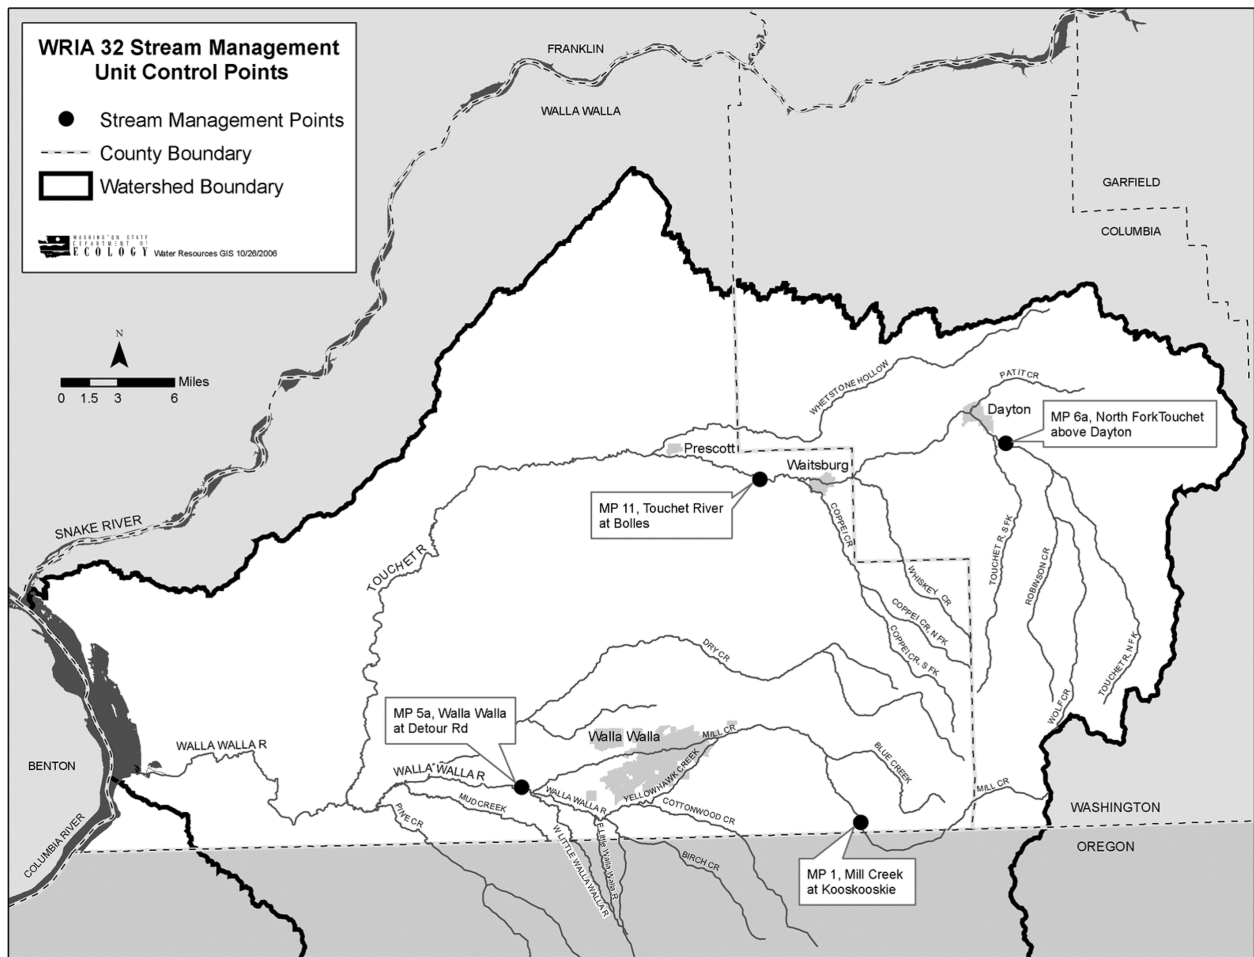 WRIA 32 Stream Management
Unit Control Points
Stream Management Points
County Boundary
Watershed Boundary
WASHINGTON STATE
DEPARTMENT OF
ECOLOGY
Water Resources GIS 10/26/2006
FRANKLIN
WALLA WALLA
GARFIELD
COLUMBIA
N
Miles
0 1.5 3 6
WHETSTONE HOLLOW
PATIT CR
Dayton
MP 6a, North ForkTouchet
above Dayton
Prescott
Waitsburg
MP 11, Touchet River
at Bolles
SNAKE RIVER
TOUCHET R
COPPEI CR
WHISKEY CR
COPPEI CR, N FK
COPPEI CR, S FK
TOUCHET R, S FK
ROBINSON CR
WOLF CR
TOUCHET R, N FK
DRY CR
MP 5a, Walla Walla
at Detour Rd
Walla Walla
MILL CR
BLUE CREEK
MILL CR
WALLA WALLA R
WALLA WALLA R
BENTON
COLUMBIA RIVER
MUD CREEK
PINE CR
WALLA WALLA R
YELLOWHAWK CREEK
COTTONWOOD CR
W LITTLE WALLA WALLA R
E Little Walla Walla R
BIRCH CR
WASHINGTON
OREGON
MP 1, Mill Creek
at Kooskooskie